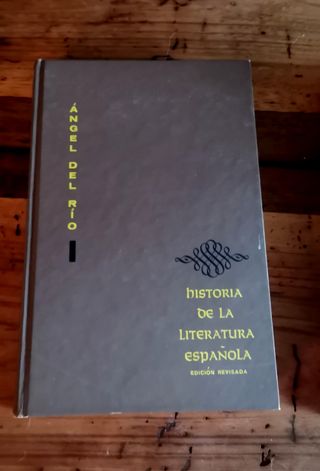 ÁNGEL DEL RÍO
I
hISTORIA
DE LA
LITERATURA
ESPAÑOLA
EDICIÓN REVISADA